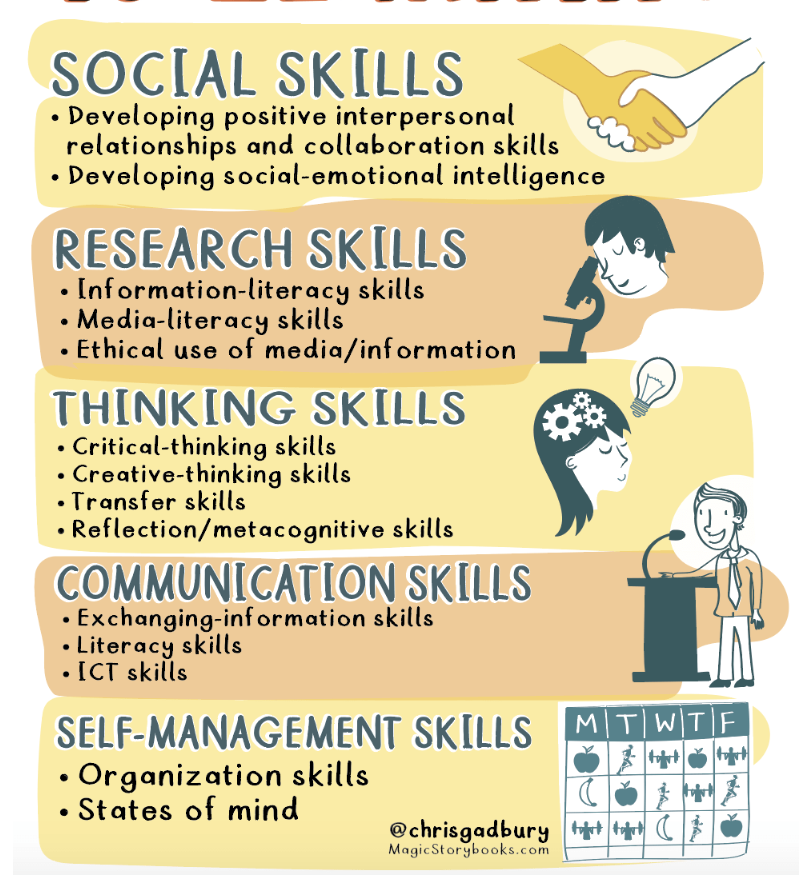 SOCIAL SKILLS
• Developing positive interpersonal
relationships and collaboration skills
• Developing social-emotional intelligence
RESEARCH SKILLS
• Information-literacy skills
• Media-literacy skills
• Ethical use of media/information
THINKING SKILLS
• Critical-thinking skills
• Creative-thinking skills
• Transfer skills
• Reflection/metacognitive skills
COMMUNICATION SKILLS
• Exchanging-information skills
• Literacy skills
• ICT skills
SELF-MANAGEMENT SKILLS
• Organization skills
• States of mind
M T W T F
@chrisgadbury
MagicStorybooks.com